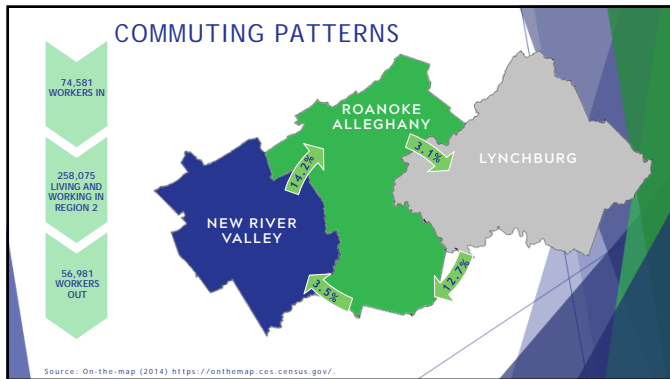 COMMUTING PATTERNS
74,581
WORKERS IN
258,075
LIVING AND
WORKING IN
REGION 2
56,981
WORKERS
OUT
ROANOKE
ALLEGHANY
3.1%
LYNCHBURG
14.2%
NEW RIVER
VALLEY
12.7%
3.5%
Source: On-the-map (2014) https://onthemap.ces.census.gov/.